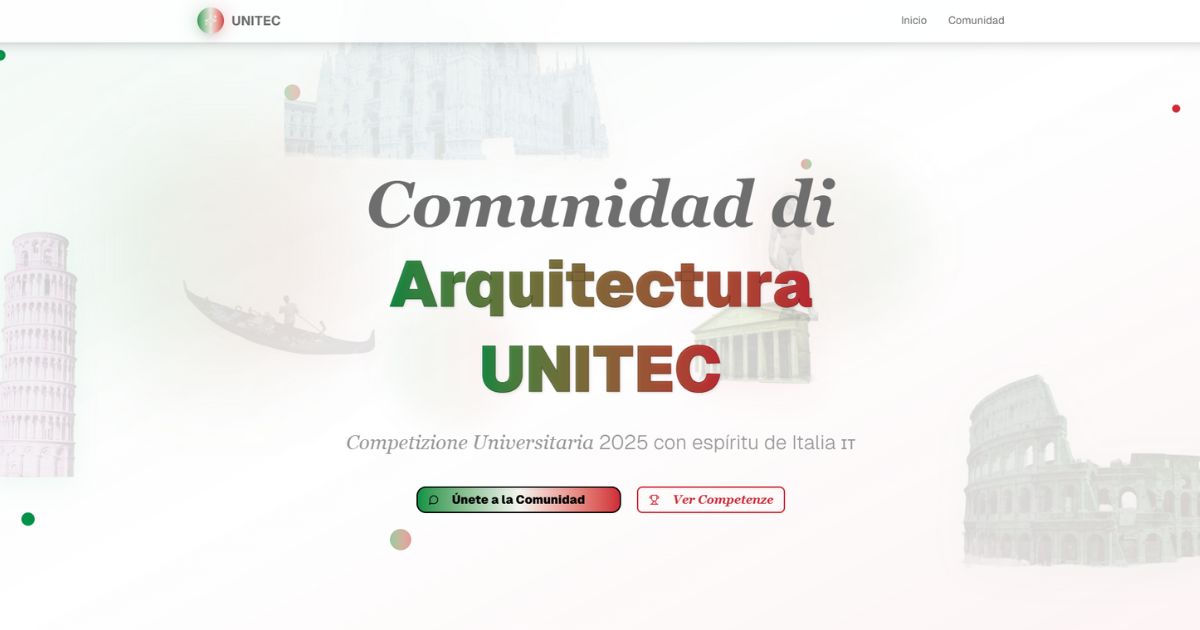 UNITEC
Inicio
Comunidad
Comunidad di
Arquitectura
UNITEC
Competizione Universitaria 2025 con espíritu de Italia IT
Únete a la Comunidad
Ver Competenze